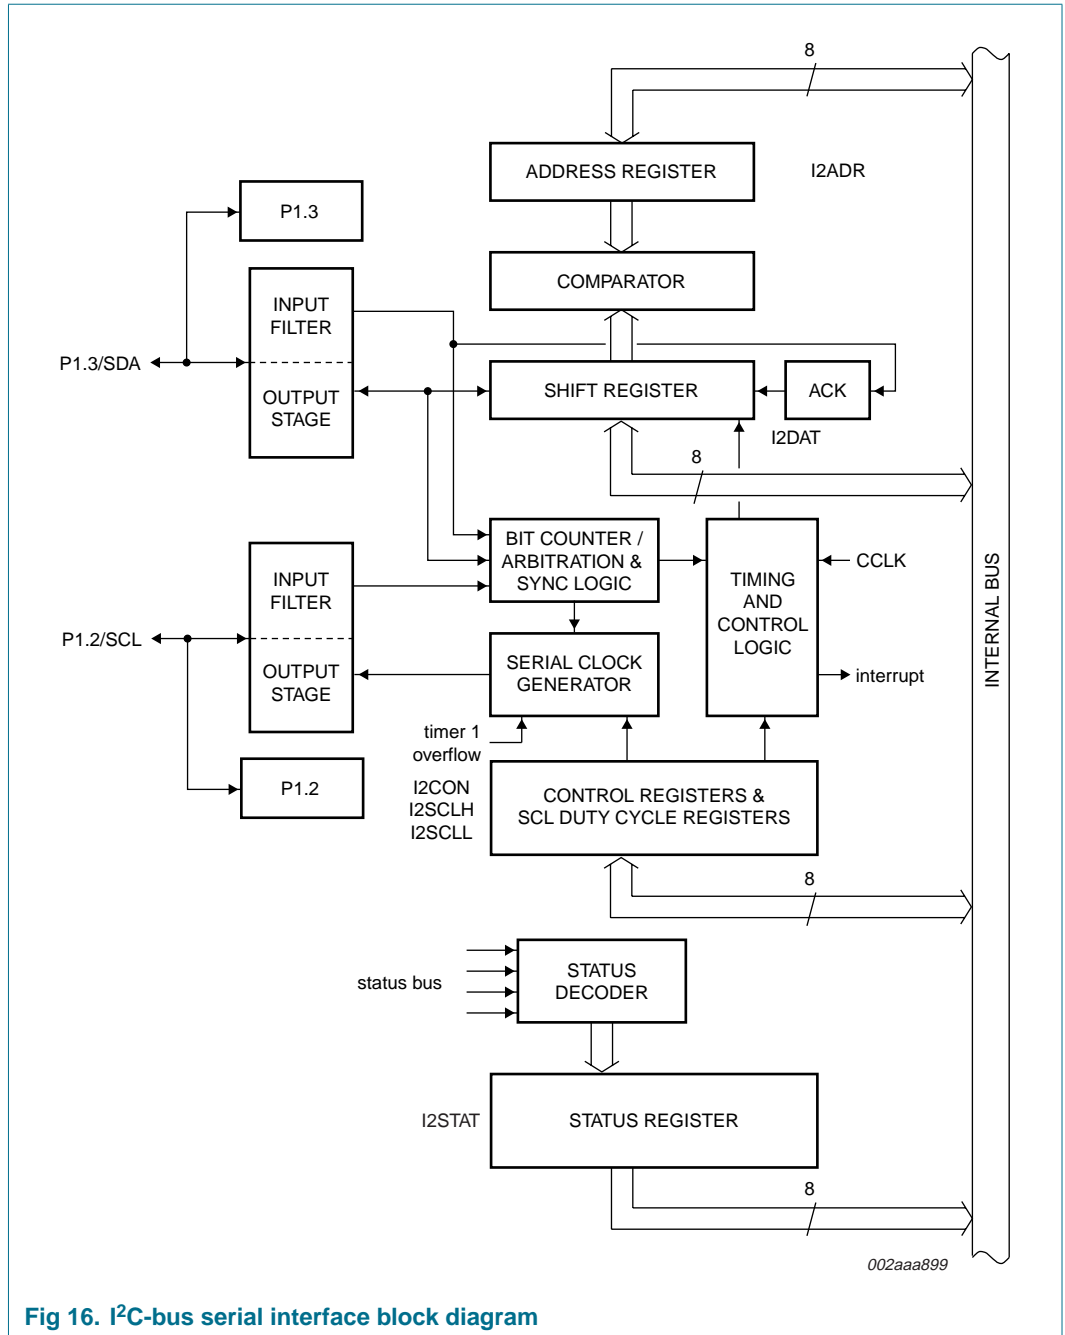 8
ADDRESS REGISTER
I2ADR
P1.3
COMPARATOR
INPUT
FILTER
P1.3/SDA
OUTPUT
STAGE
SHIFT REGISTER
ACK
I2DAT
8
BIT COUNTER /
ARBITRATION &
SYNC LOGIC
INPUT
FILTER
TIMING
AND
CONTROL
LOGIC
CCLK
P1.2/SCL
OUTPUT
STAGE
SERIAL CLOCK
GENERATOR
interrupt
INTERNAL BUS
timer 1
overflow
P1.2
I2CON
I2SCLH
I2SCLL
CONTROL REGISTERS &
SCL DUTY CYCLE REGISTERS
8
status bus
STATUS
DECODER
I2STAT
STATUS REGISTER
8
002aaa899
Fig 16. I²C-bus serial interface block diagram